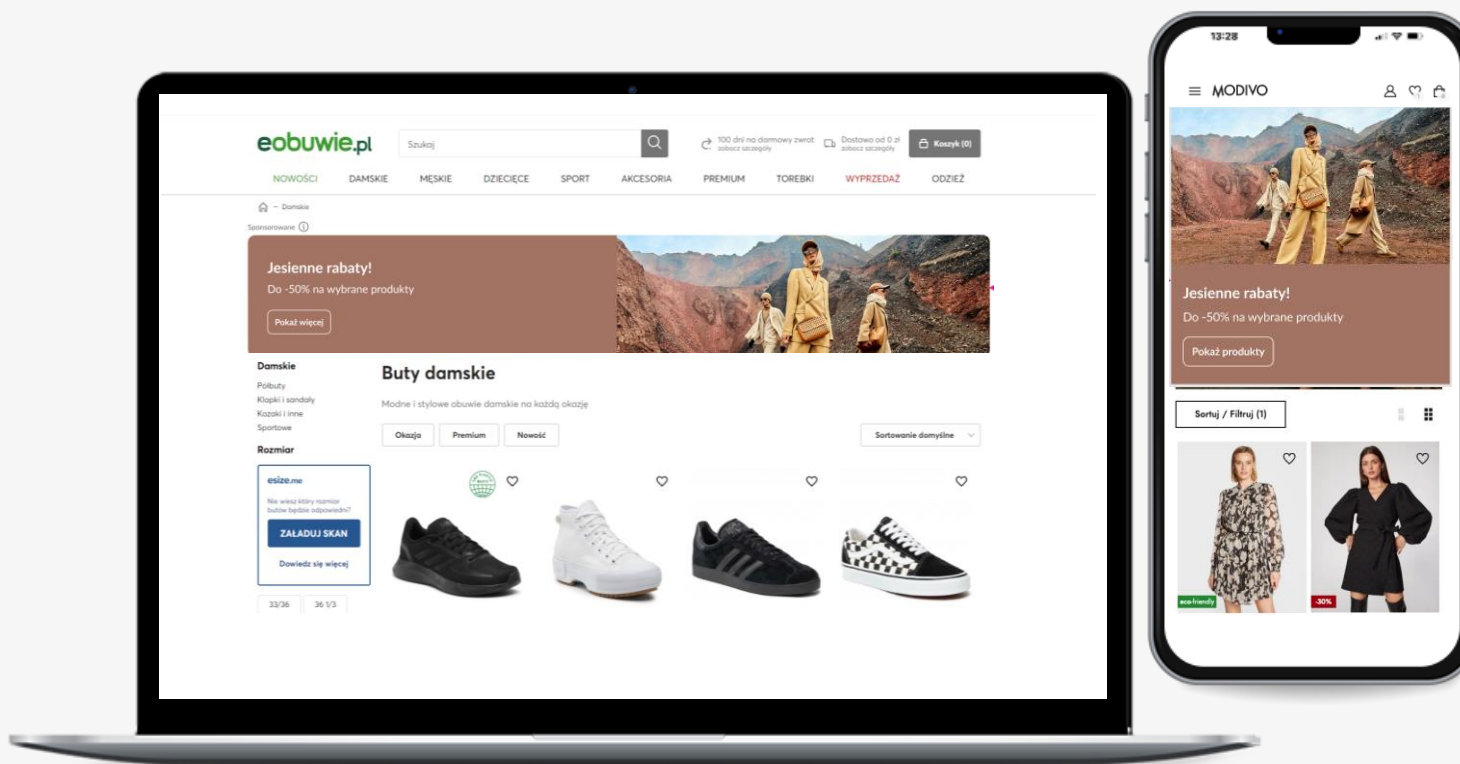 eobuwie.pl
Szukaj
100 dni na darmowy zwrot
zobacz szczegóły
Dostawa od 0 zł
zobacz szczegóły
Koszyk (0)
NOWOŚCI DAMSKIE MĘSKIE DZIECIĘCE SPORT AKCESORIA PREMIUM TOREBKI WYPRZEDAŻ ODZIEŻ
– Damskie
Sponsorowane
Jesienne rabaty!
Do -50% na wybrane produkty
Pokaż więcej
Damskie
Półbuty
Klapki i sandały
Kozaki i inne
Sportowe
Rozmiar
esize.me
Nie wiesz który rozmiar
butów będzie odpowiedni?
ZAŁADUJ SKAN
Dowiedz się więcej
33/36 36 1/3
Buty damskie
Modne i stylowe obuwie damskie na każdą okazję
Okazja Premium Nowość
Sortowanie domyślne
13:28
MODIVO
Jesienne rabaty!
Do -50% na wybrane produkty
Pokaż produkty
Sortuj / Filtruj (1)
eco-friendly
-30%